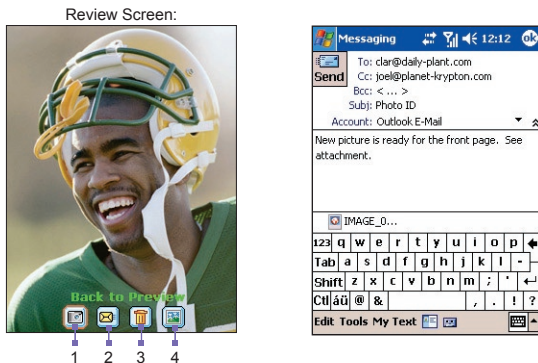 Review Screen:
Back to Preview
1 2 3 4
Messaging 12:12 ok
To: clar@daily-plant.com
Send Cc: joel@planet-krypton.com
Bcc: < ... >
Subj: Photo ID
Account: Outlook E-Mail
New picture is ready for the front page. See
attachment.
IMAGE_0...
123 q w e r t y u i o p
Tab a s d f g h j k l -
Shift z x c v b n m ; '
Ctl áü @ & , . ! ?
Edit Tools My Text